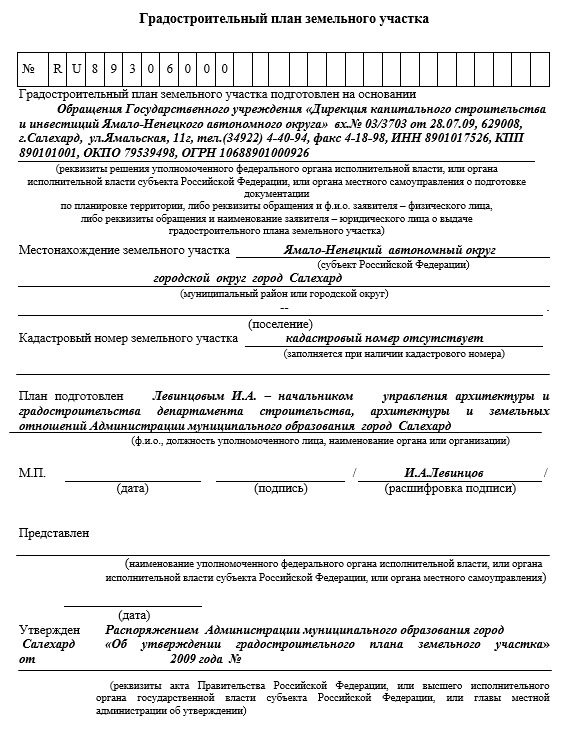 Градостроительный план земельного участка
№ R U 8 9 3 0 6 0 0 0
Градостроительный план земельного участка подготовлен на основании
Обращения Государственного учреждения «Дирекция капитального строительства
и инвестиций Ямало-Ненецкого автономного округа» вх.№ 03/3703 от 28.07.09, 629008,
г.Салехард, ул.Ямальская, 11г, тел.(34922) 4-40-94, факс 4-18-98, ИНН 8901017526, КПП
890101001, ОКПО 79539498, ОГРН 10688901000926
(реквизиты решения уполномоченного федерального органа исполнительной власти, или органа
исполнительной власти субъекта Российской Федерации, или органа местного самоуправления о подготовке
документации
по планировке территории, либо реквизиты обращения и ф.и.о. заявителя – физического лица,
либо реквизиты обращения и наименование заявителя – юридического лица о выдаче
градостроительного плана земельного участка)
Местонахождение земельного участка Ямало-Ненецкий автономный округ
(субъект Российской Федерации)
городской округ город Салехард
(муниципальный район или городской округ)
-- .
(поселение)
Кадастровый номер земельного участка кадастровый номер отсутствует
(заполняется при наличии кадастрового номера)
План подготовлен Левинцовым И.А. – начальником управления архитектуры и
градостроительства департамента строительства, архитектуры и земельных
отношений Администрации муниципального образования город Салехард
(ф.и.о., должность уполномоченного лица, наименование органа или организации)
М.П. / И.А.Левинцов /
(дата) (подпись) (расшифровка подписи)
Представлен
(наименование уполномоченного федерального органа исполнительной власти, или органа
исполнительной власти субъекта Российской Федерации, или органа местного самоуправления)
(дата)
Утвержден Распоряжением Администрации муниципального образования город
Салехард «Об утверждении градостроительного плана земельного участка»
от 2009 года №
(реквизиты акта Правительства Российской Федерации, или высшего исполнительного
органа государственной власти субъекта Российской Федерации, или главы местной
администрации об утверждении)